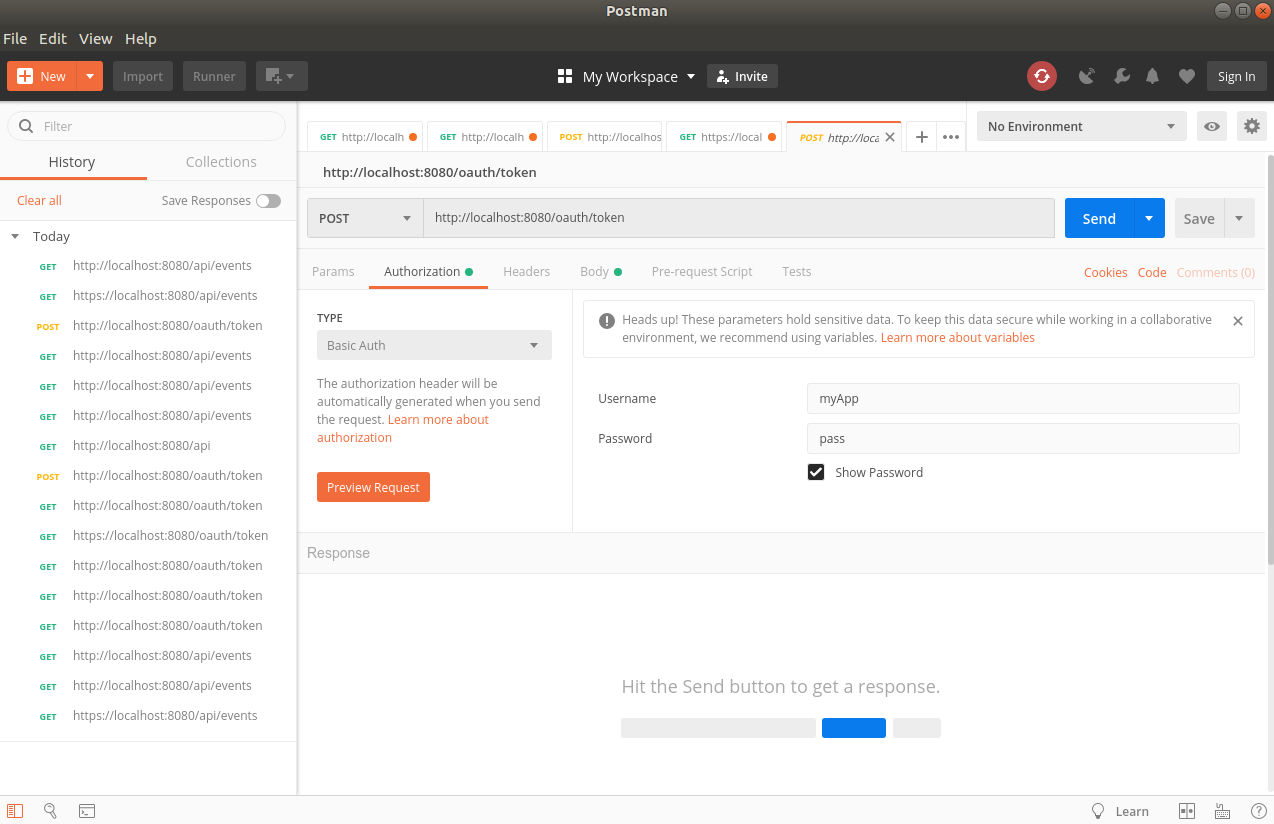 Postman
File Edit View Help
New Import Runner My Workspace Invite Sign In
Filter
History Collections
Clear all Save Responses
Today
GET http://localhost:8080/api/events
GET https://localhost:8080/api/events
POST http://localhost:8080/oauth/token
GET http://localhost:8080/api/events
GET http://localhost:8080/api/events
GET http://localhost:8080/api/events
GET http://localhost:8080/api
POST http://localhost:8080/oauth/token
GET http://localhost:8080/oauth/token
GET https://localhost:8080/oauth/token
GET http://localhost:8080/oauth/token
GET http://localhost:8080/oauth/token
GET http://localhost:8080/oauth/token
GET http://localhost:8080/api/events
GET http://localhost:8080/api/events
GET https://localhost:8080/api/events
GET http://localh GET http://localh POST http://localhos GET https://local POST http://loca
No Environment
http://localhost:8080/oauth/token
POST http://localhost:8080/oauth/token Send Save
Params Authorization Headers Body Pre-request Script Tests Cookies Code Comments (0)
TYPE
Basic Auth
The authorization header will be
automatically generated when you send
the request. Learn more about
authorization
Preview Request
Heads up! These parameters hold sensitive data. To keep this data secure while working in a collaborative
environment, we recommend using variables. Learn more about variables
Username myApp
Password pass
Show Password
Response
Hit the Send button to get a response.
Learn